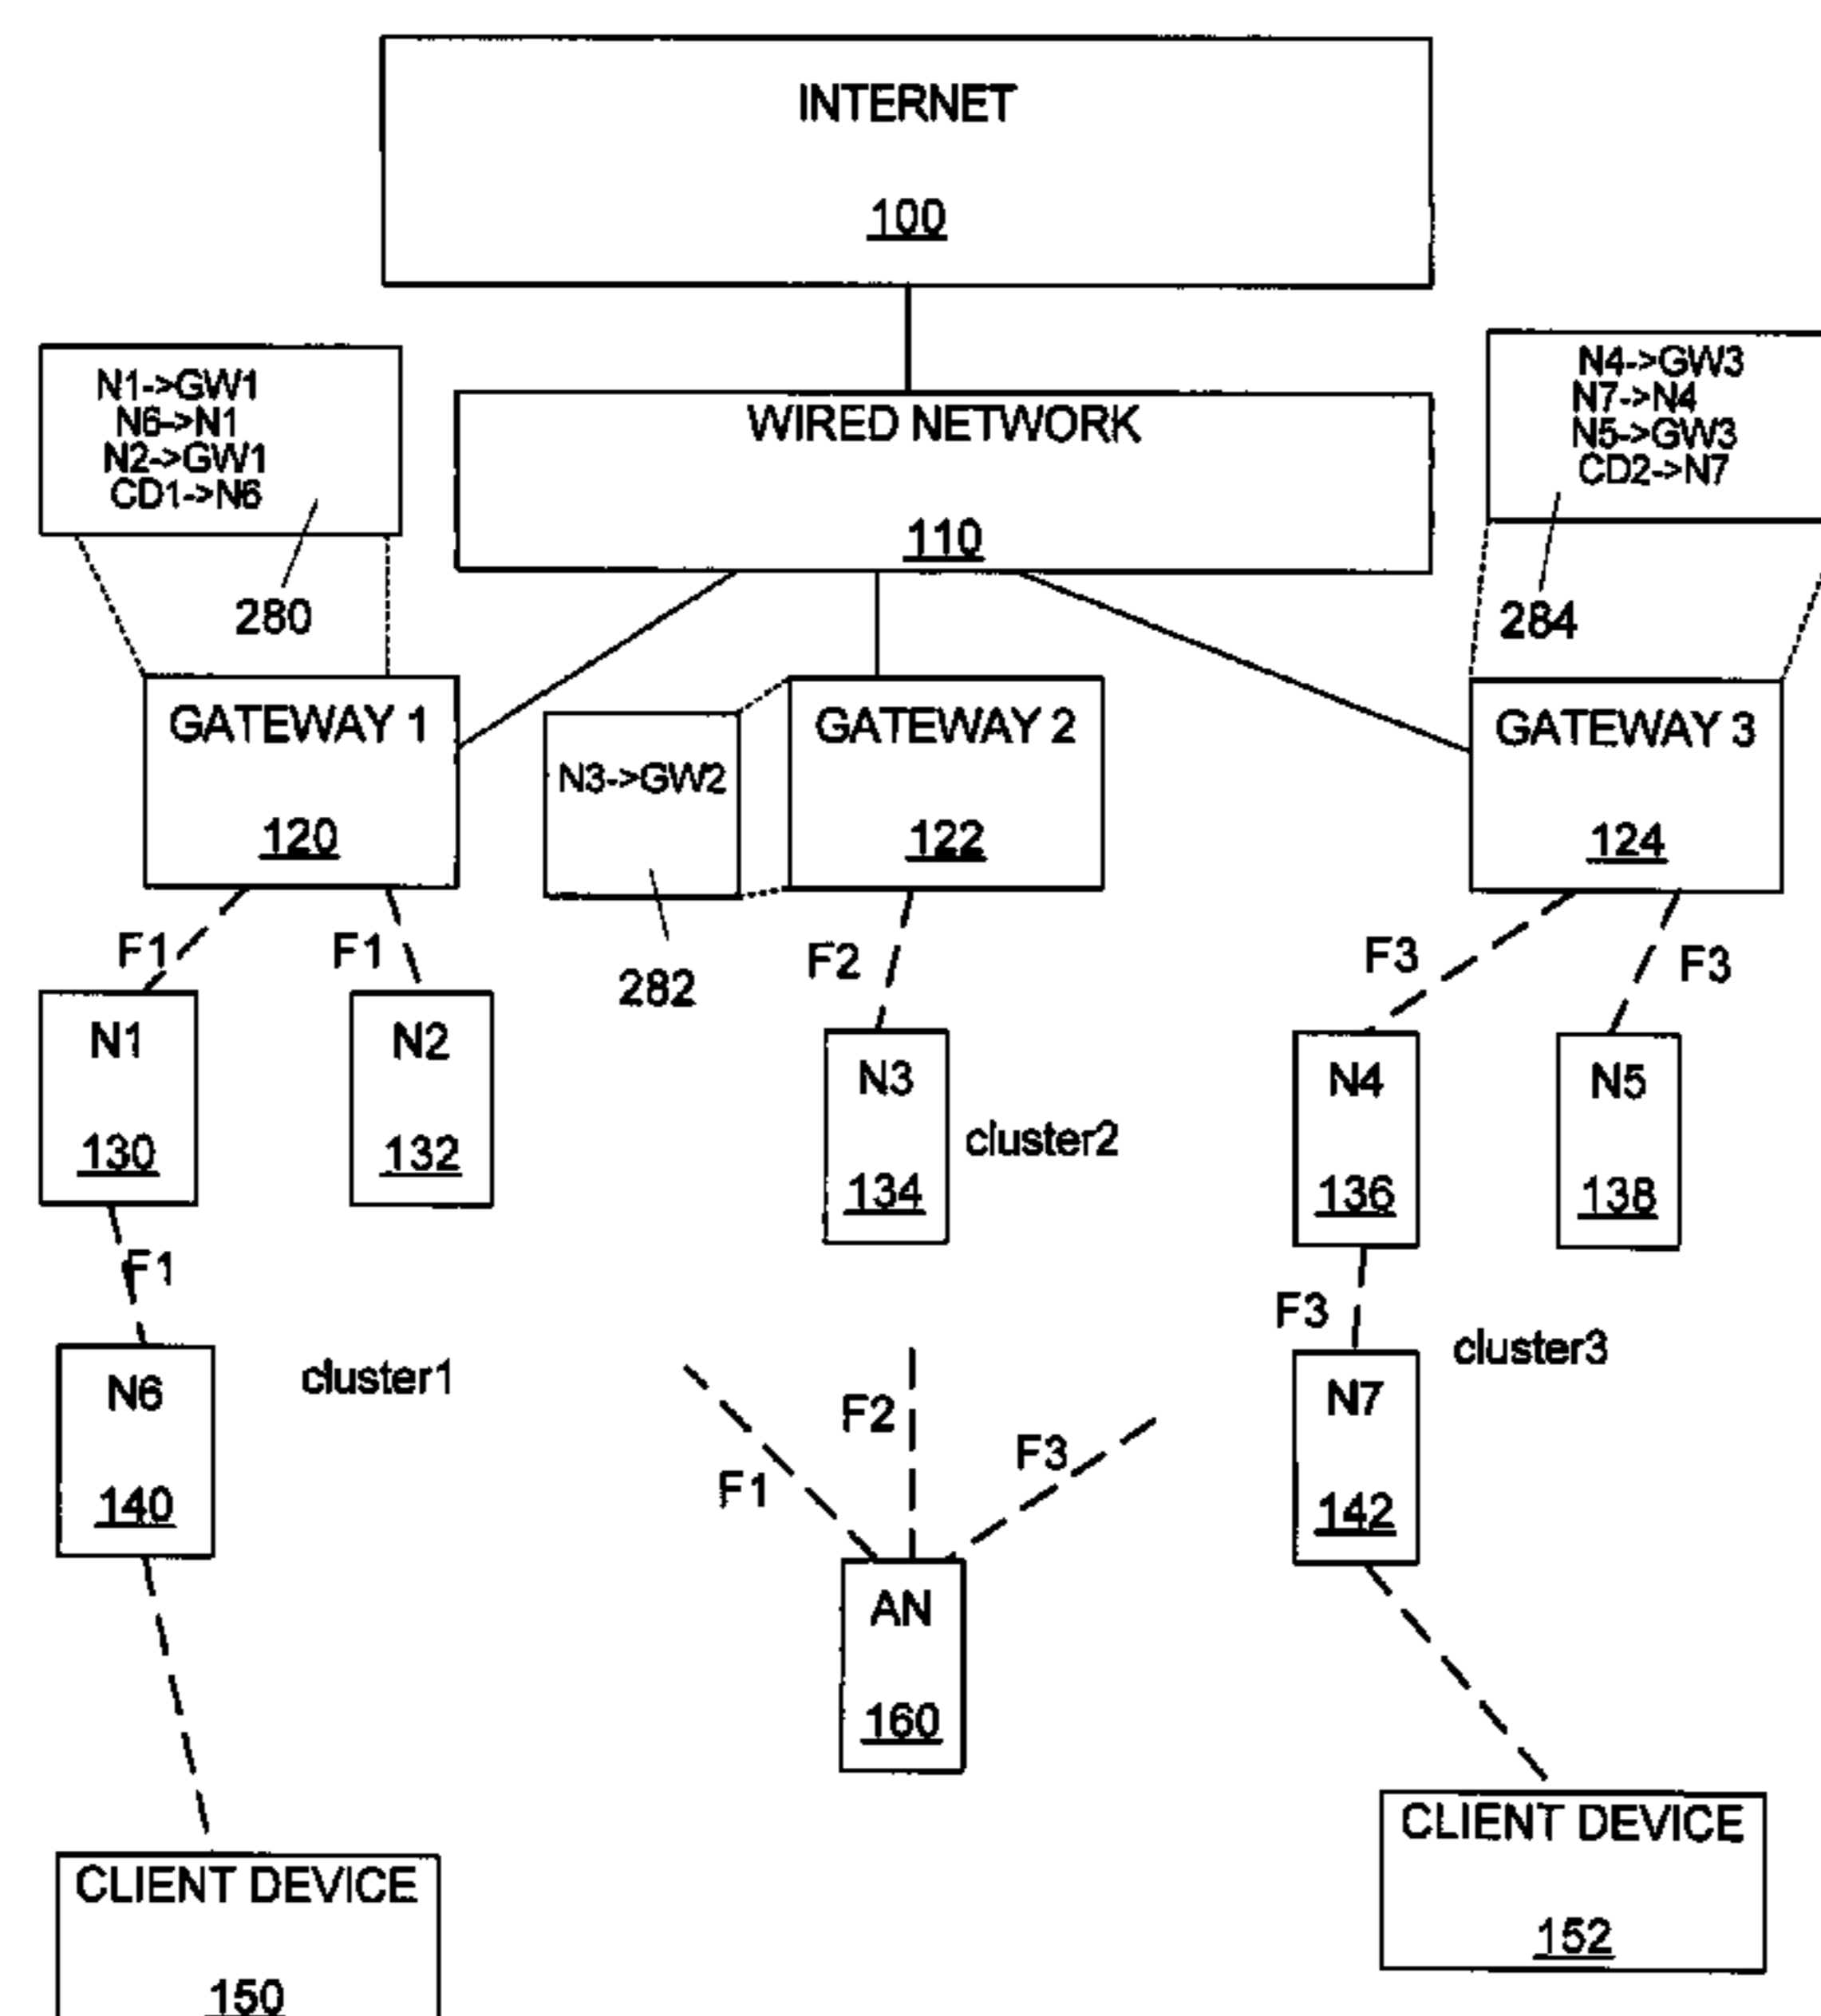 INTERNET
100
N1->GW1
N6->N1
N2->GW1
CD1->N6
280
WIRED NETWORK
110
N4->GW3
N7->N4
N5->GW3
CD2->N7
284
GATEWAY 1
120
N3->GW2
282
GATEWAY 2
122
GATEWAY 3
124
F1
F1
F2
F3
F3
N1
130
N2
132
N3
134
cluster2
N4
136
N5
138
F1
F3
N6
140
cluster1
F1
F2
F3
N7
142
cluster3
AN
160
CLIENT DEVICE
150
CLIENT DEVICE
152